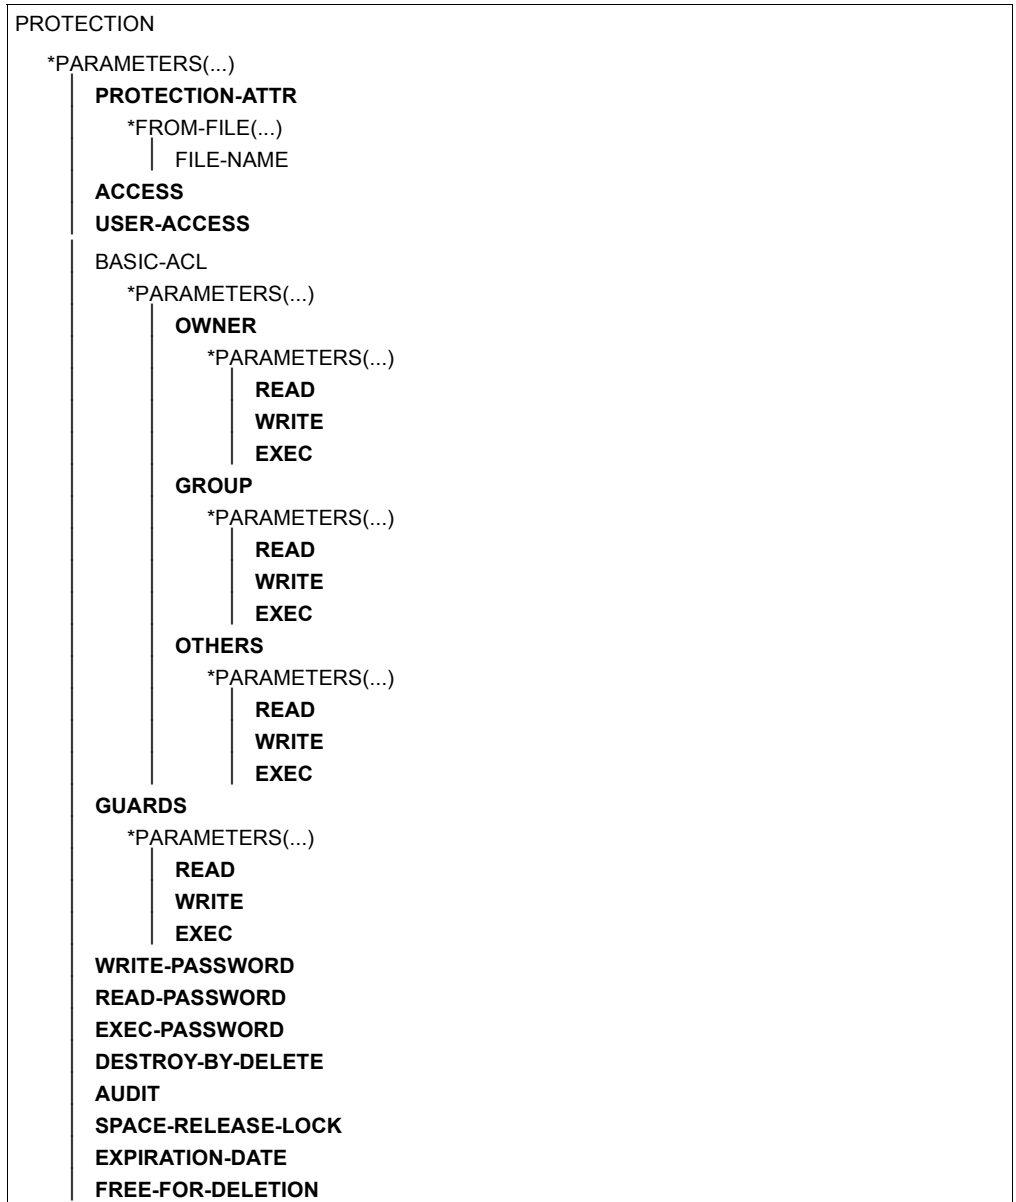 PROTECTION
*PARAMETERS(...)
PROTECTION-ATTR
*FROM-FILE(...)
FILE-NAME
ACCESS
USER-ACCESS
BASIC-ACL
*PARAMETERS(...)
OWNER
*PARAMETERS(...)
READ
WRITE
EXEC
GROUP
*PARAMETERS(...)
READ
WRITE
EXEC
OTHERS
*PARAMETERS(...)
READ
WRITE
EXEC
GUARDS
*PARAMETERS(...)
READ
WRITE
EXEC
WRITE-PASSWORD
READ-PASSWORD
EXEC-PASSWORD
DESTROY-BY-DELETE
AUDIT
SPACE-RELEASE-LOCK
EXPIRATION-DATE
FREE-FOR-DELETION